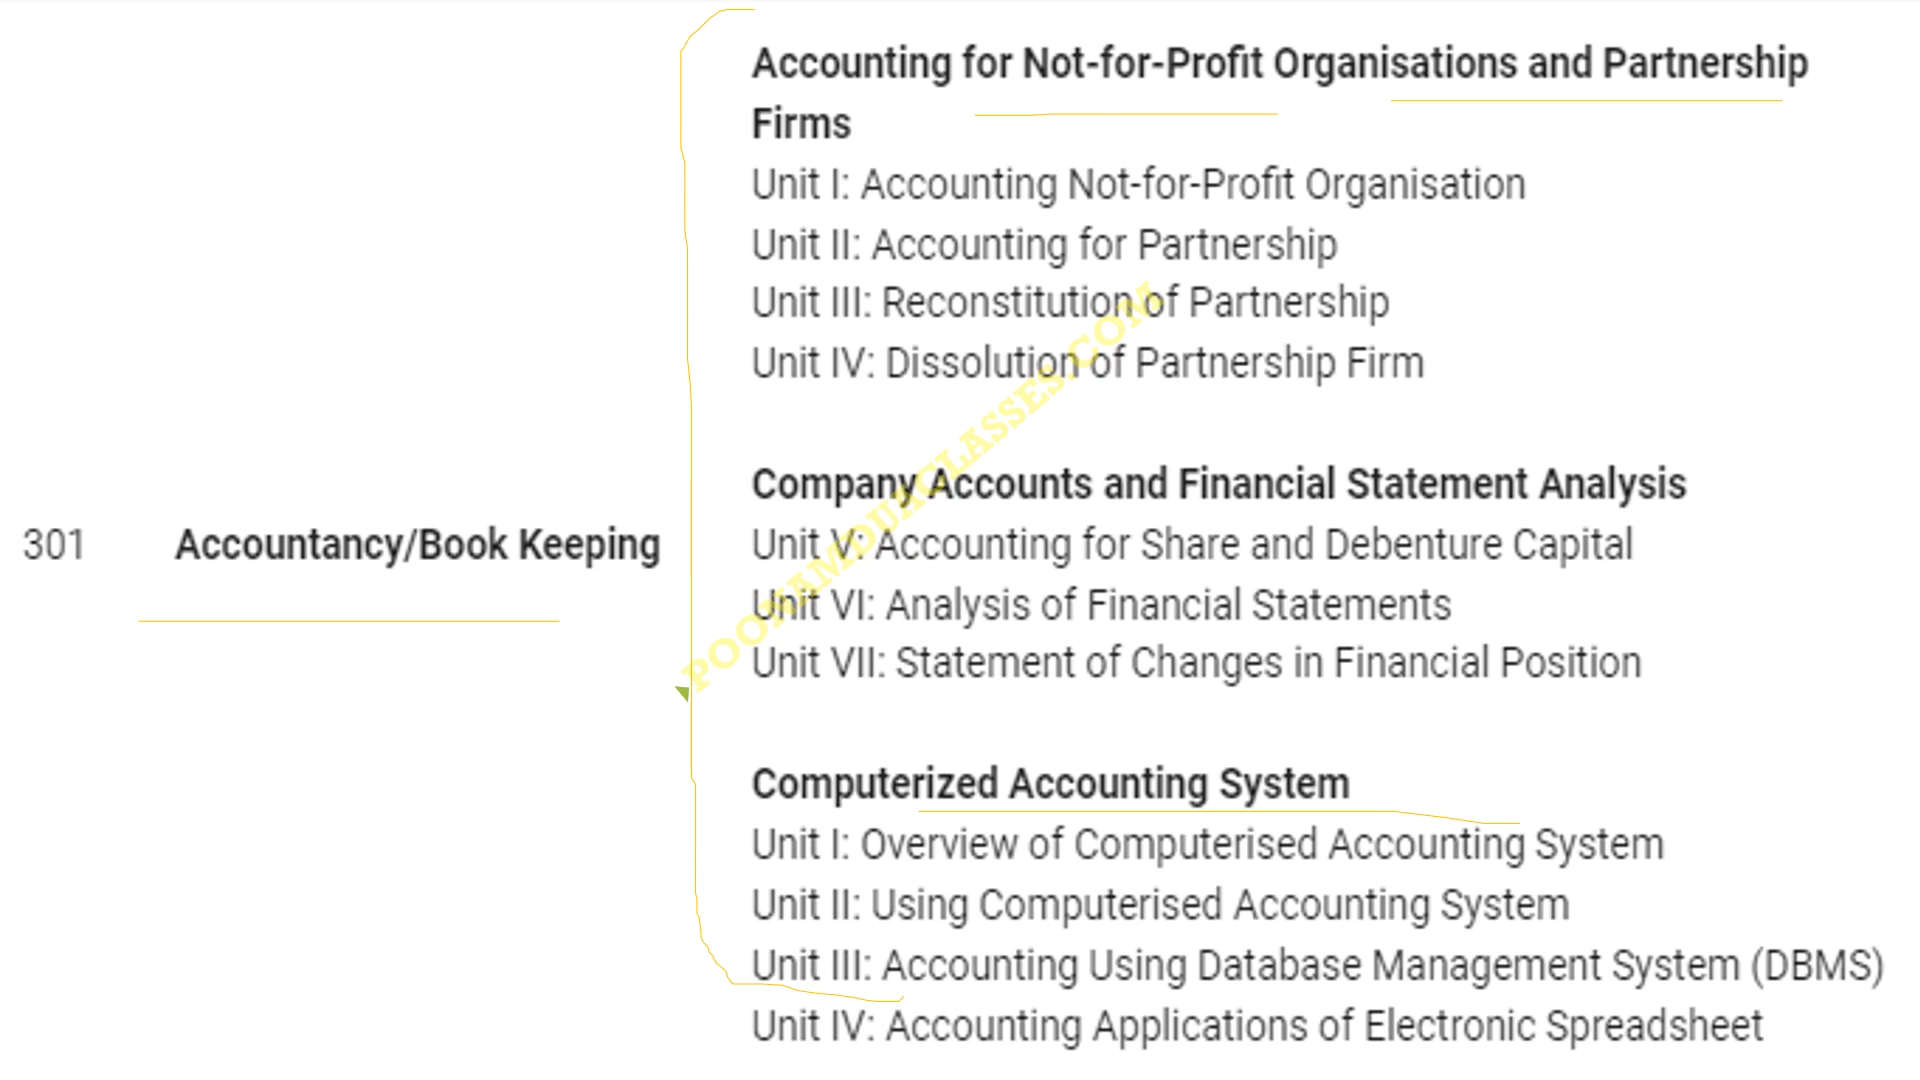 Accounting for Not-for-Profit Organisations and Partnership
Firms
Unit I: Accounting Not-for-Profit Organisation
Unit II: Accounting for Partnership
Unit III: Reconstitution of Partnership
Unit IV: Dissolution of Partnership Firm
Company Accounts and Financial Statement Analysis
301 Accountancy/Book Keeping
Unit V: Accounting for Share and Debenture Capital
Unit VI: Analysis of Financial Statements
Unit VII: Statement of Changes in Financial Position
Computerized Accounting System
Unit I: Overview of Computerised Accounting System
Unit II: Using Computerised Accounting System
Unit III: Accounting Using Database Management System (DBMS)
Unit IV: Accounting Applications of Electronic Spreadsheet
POONAMDUACLASSES.COM